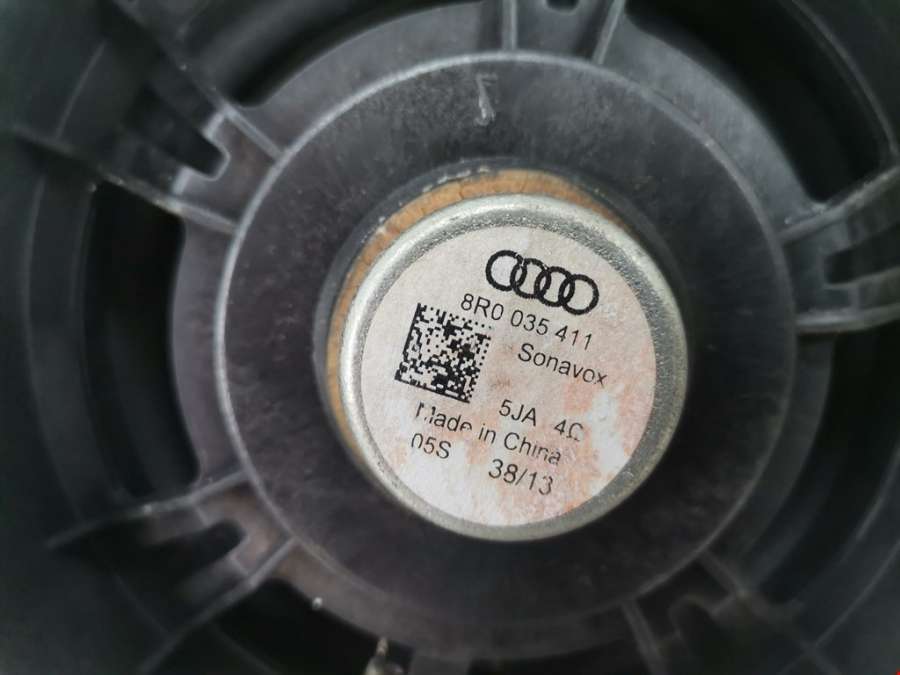 8R0 035 411
Sonavox
5JA 4Ω
Made in China
05S 38/13